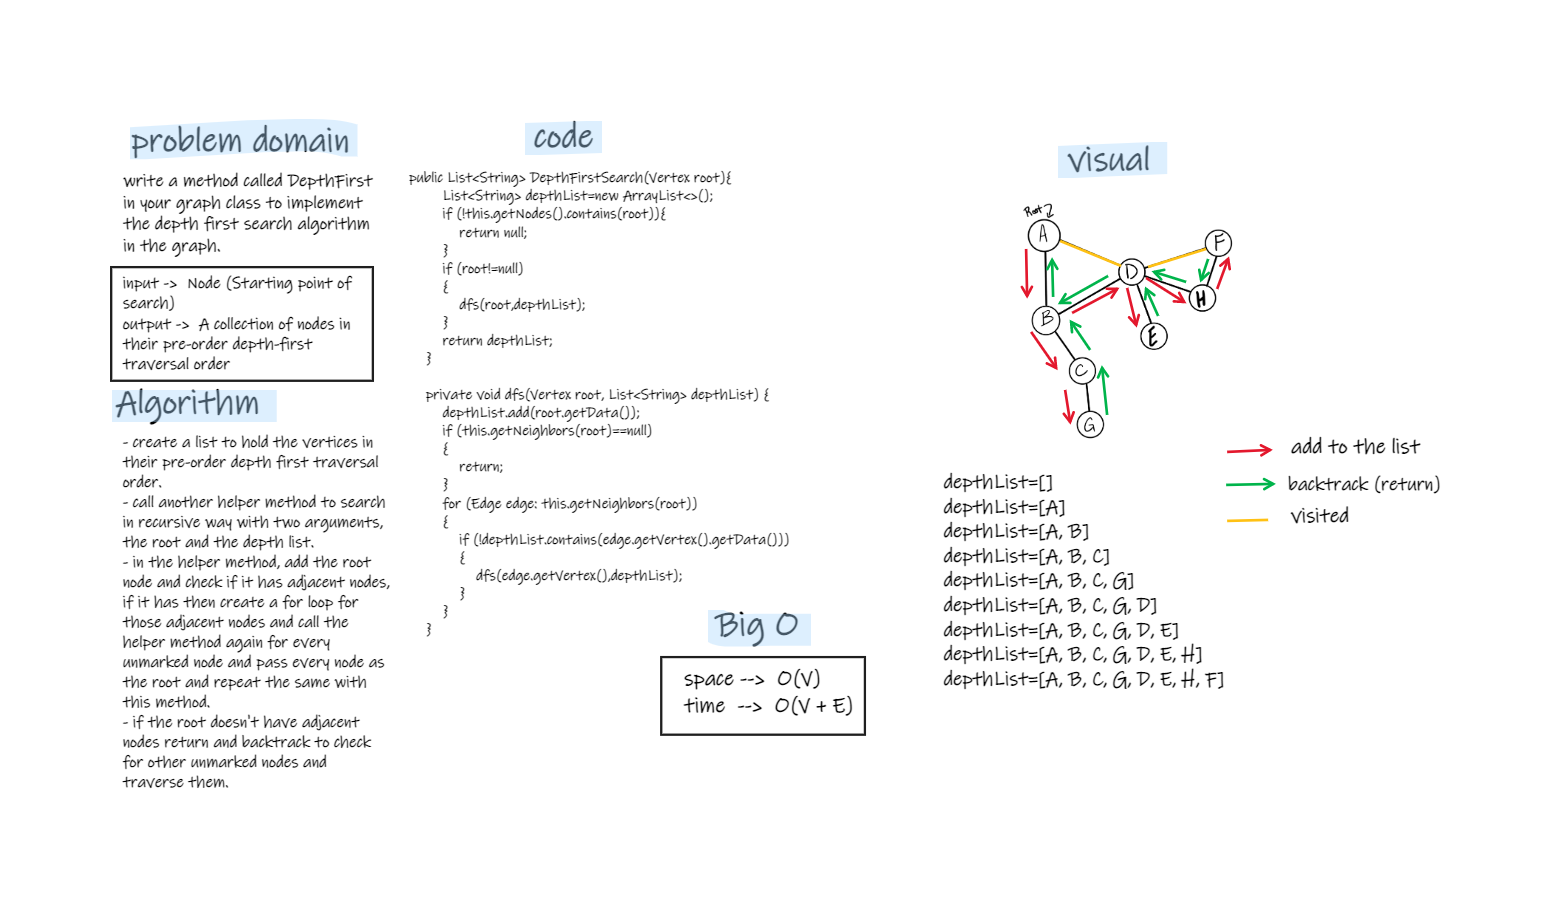 problem domain
write a method called DepthFirst
in your graph class to implement
the depth first search algorithm
in the graph.
input -> Node (Starting point of
search)
output -> A collection of nodes in
their pre-order depth-first
traversal order
Algorithm
- create a list to hold the vertices in
their pre-order depth first traversal
order.
- call another helper method to search
in recursive way with two arguments,
the root and the depth list.
- in the helper method, add the root
node and check if it has adjacent nodes,
if it has then create a for loop for
those adjacent nodes and call the
helper method again for every
unmarked node and pass every node as
the root and repeat the same with
this method.
- if the root doesn't have adjacent
nodes return and backtrack to check
for other unmarked nodes and
traverse them.
code
public List<String> DepthFirstSearch(Vertex root){
List<String> depthList=new ArrayList<>();
if (!this.getNodes().contains(root)){
return null;
}
if (root!=null)
{
dfs(root,depthList);
}
return depthList;
}
private void dfs(Vertex root, List<String> depthList) {
depthList.add(root.getData());
if (this.getNeighbors(root)==null)
{
return;
}
for (Edge edge: this.getNeighbors(root))
{
if (!depthList.contains(edge.getVertex().getData()))
{
dfs(edge.getVertex(),depthList);
}
}
}
Big O
space --> O(V)
time --> O(V + E)
visual
Root
A
F
D
H
B
E
C
G
add to the list
backtrack (return)
visited
depthList=[]
depthList=[A]
depthList=[A, B]
depthList=[A, B, C]
depthList=[A, B, C, G]
depthList=[A, B, C, G, D]
depthList=[A, B, C, G, D, E]
depthList=[A, B, C, G, D, E, H]
depthList=[A, B, C, G, D, E, H, F]